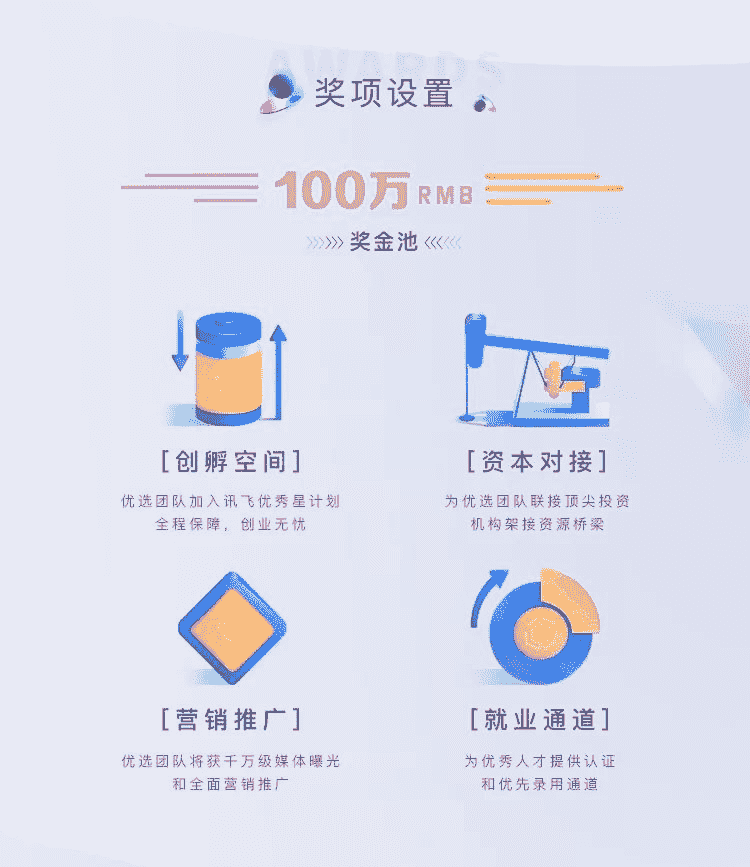 AWARDS
奖项设置
100万RMB
奖金池
[创孵空间]
优选团队加入讯飞优秀星计划
全程保障，创业无忧
[资本对接]
为优选团队联接顶尖投资
机构架接资源桥梁
[营销推广]
优选团队将获千万级媒体曝光
和全面营销推广
[就业通道]
为优秀人才提供认证
和优先录用通道